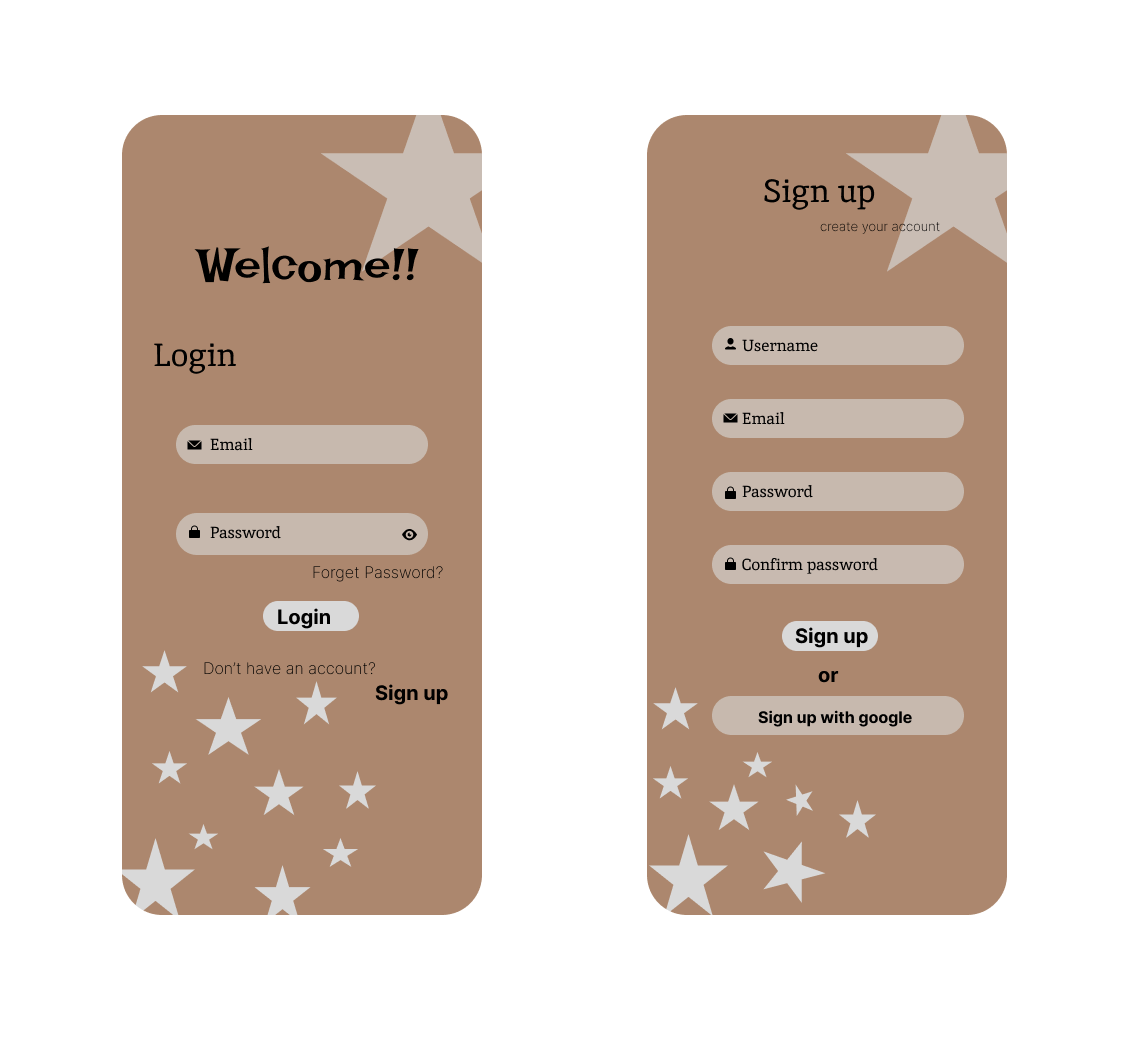 Welcome!!
Login
Email
Password
Forget Password?
Login
Don't have an account?
Sign up
Sign up
create your account
Username
Email
Password
Confirm password
Sign up
or
Sign up with google